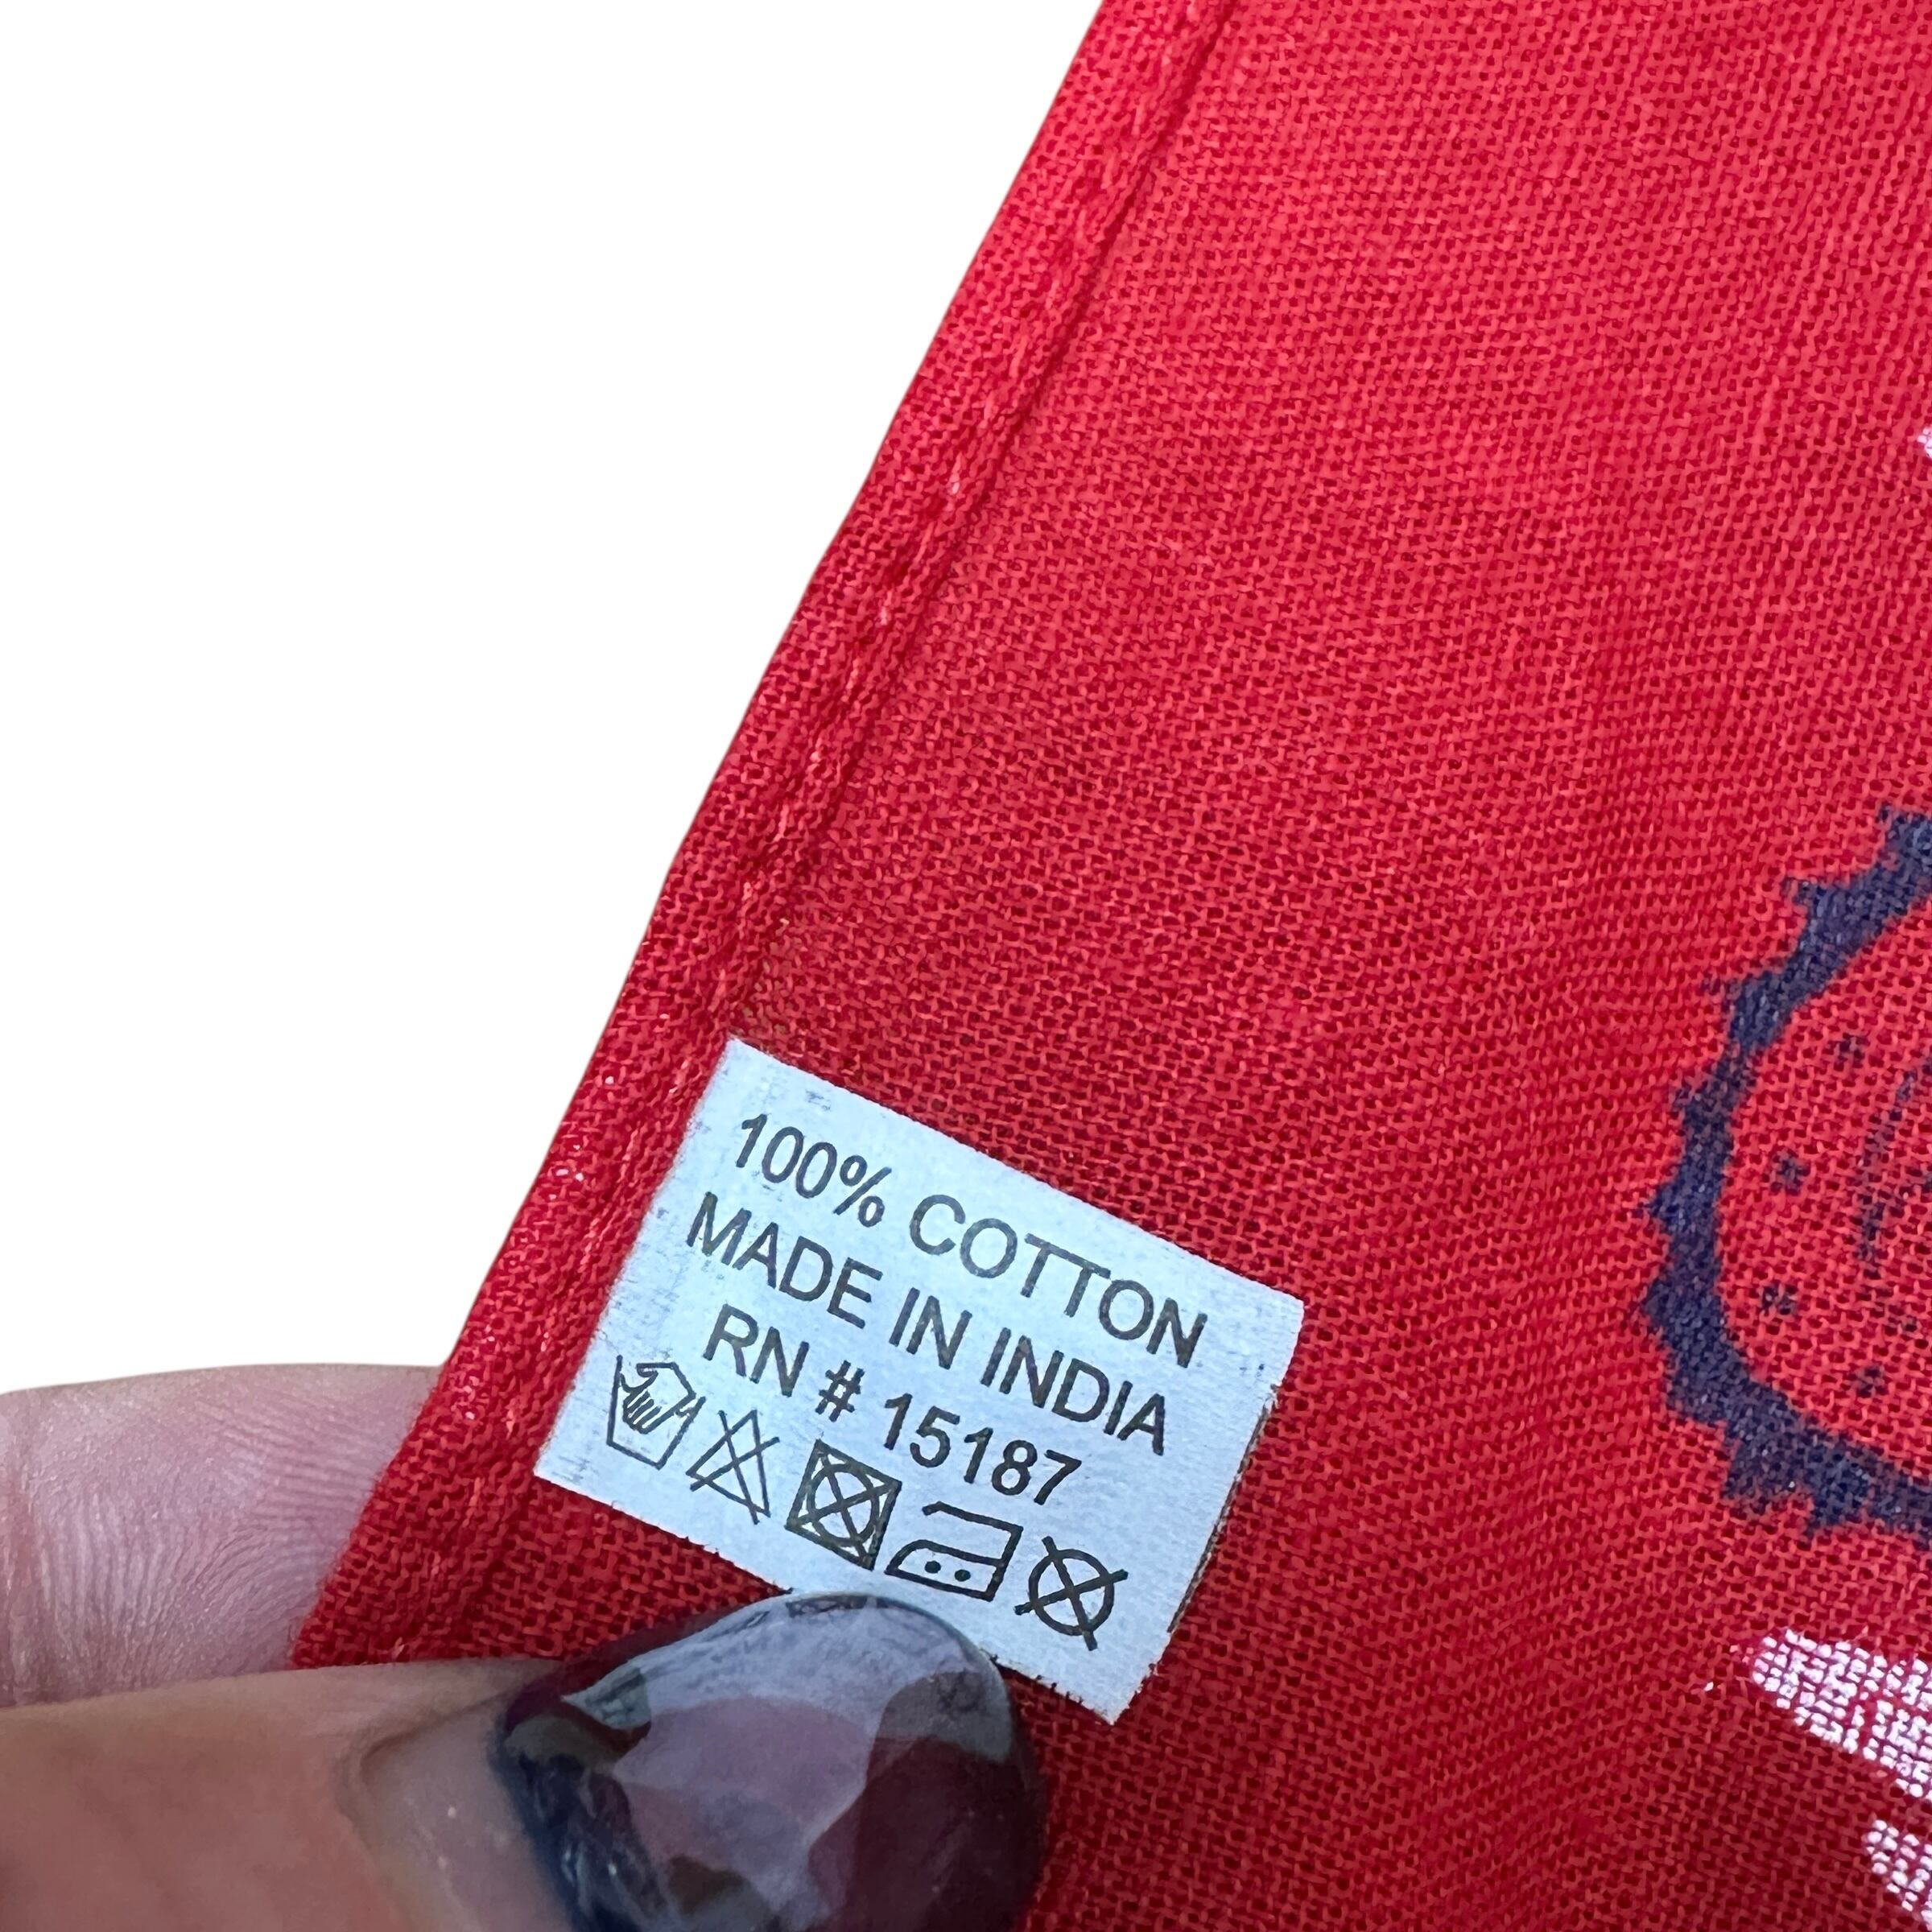 100% COTTON
MADE IN INDIA
RN # 15187